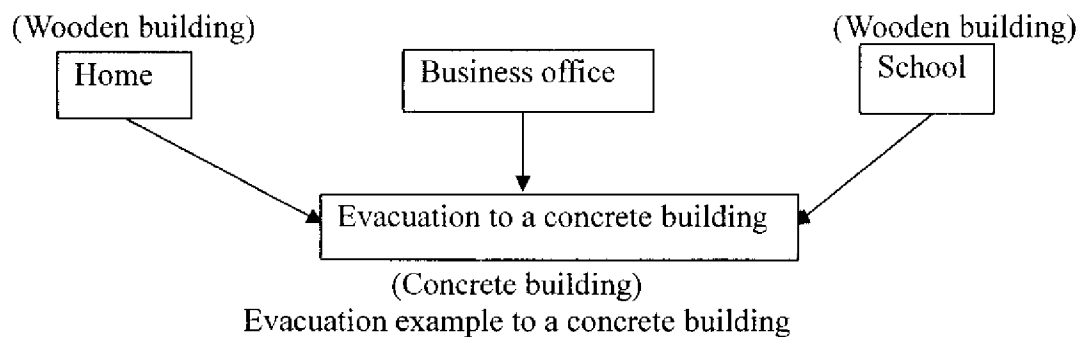 (Wooden building)
(Wooden building)
Home
Business office
School
Evacuation to a concrete building
(Concrete building)
Evacuation example to a concrete building